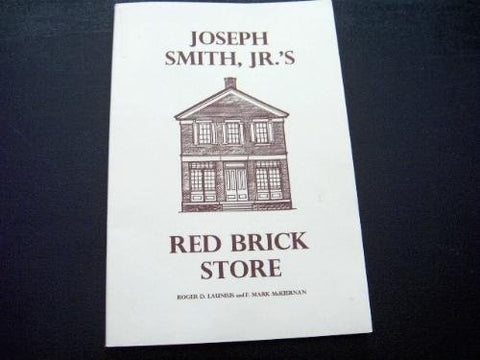 JOSEPH
SMITH, JR.'S
RED BRICK
STORE
ROGER D. LAUNIUS and F. MARK McKIERNAN